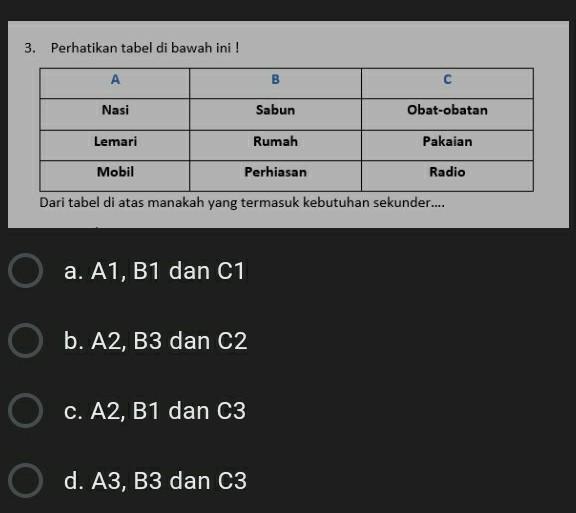 3. Perhatikan tabel di bawah ini !
A B C
Nasi Sabun Obat-obatan
Lemari Rumah Pakaian
Mobil Perhiasan Radio
Dari tabel di atas manakah yang termasuk kebutuhan sekunder....
a. A1, B1 dan C1
b. A2, B3 dan C2
c. A2, B1 dan C3
d. A3, B3 dan C3